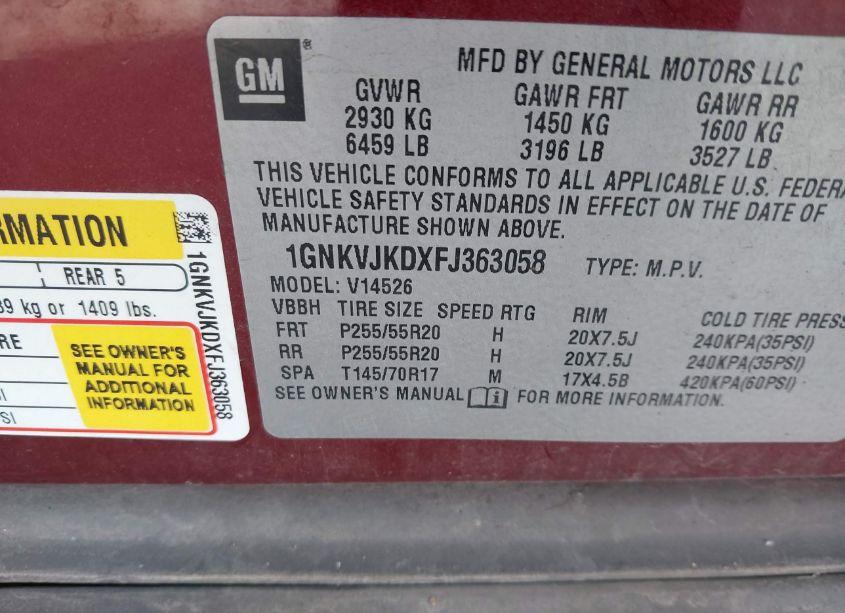 GM ®
MFD BY GENERAL MOTORS LLC
GVWR GAWR FRT GAWR RR
2930 KG 1450 KG 1600 KG
6459 LB 3196 LB 3527 LB
THIS VEHICLE CONFORMS TO ALL APPLICABLE U.S. FEDERA
VEHICLE SAFETY STANDARDS IN EFFECT ON THE DATE OF
MANUFACTURE SHOWN ABOVE.
1GNKVJKDXFJ363058 TYPE: M.P.V.
MODEL: V14526
VBBH TIRE SIZE SPEED RTG RIM COLD TIRE PRESS
FRT P255/55R20 H 20X7.5J 240KPA(35PSI)
RR P255/55R20 H 20X7.5J 240KPA(35PSI)
SPA T145/70R17 M 17X4.5B 420KPA(60PSI)
SEE OWNER'S MANUAL FOR MORE INFORMATION.
RMATION
REAR 5
39 kg or 1409 lbs.
RE
SEE OWNER'S
MANUAL FOR
ADDITIONAL
INFORMATION
SI
1GNKVJKDXFJ363058